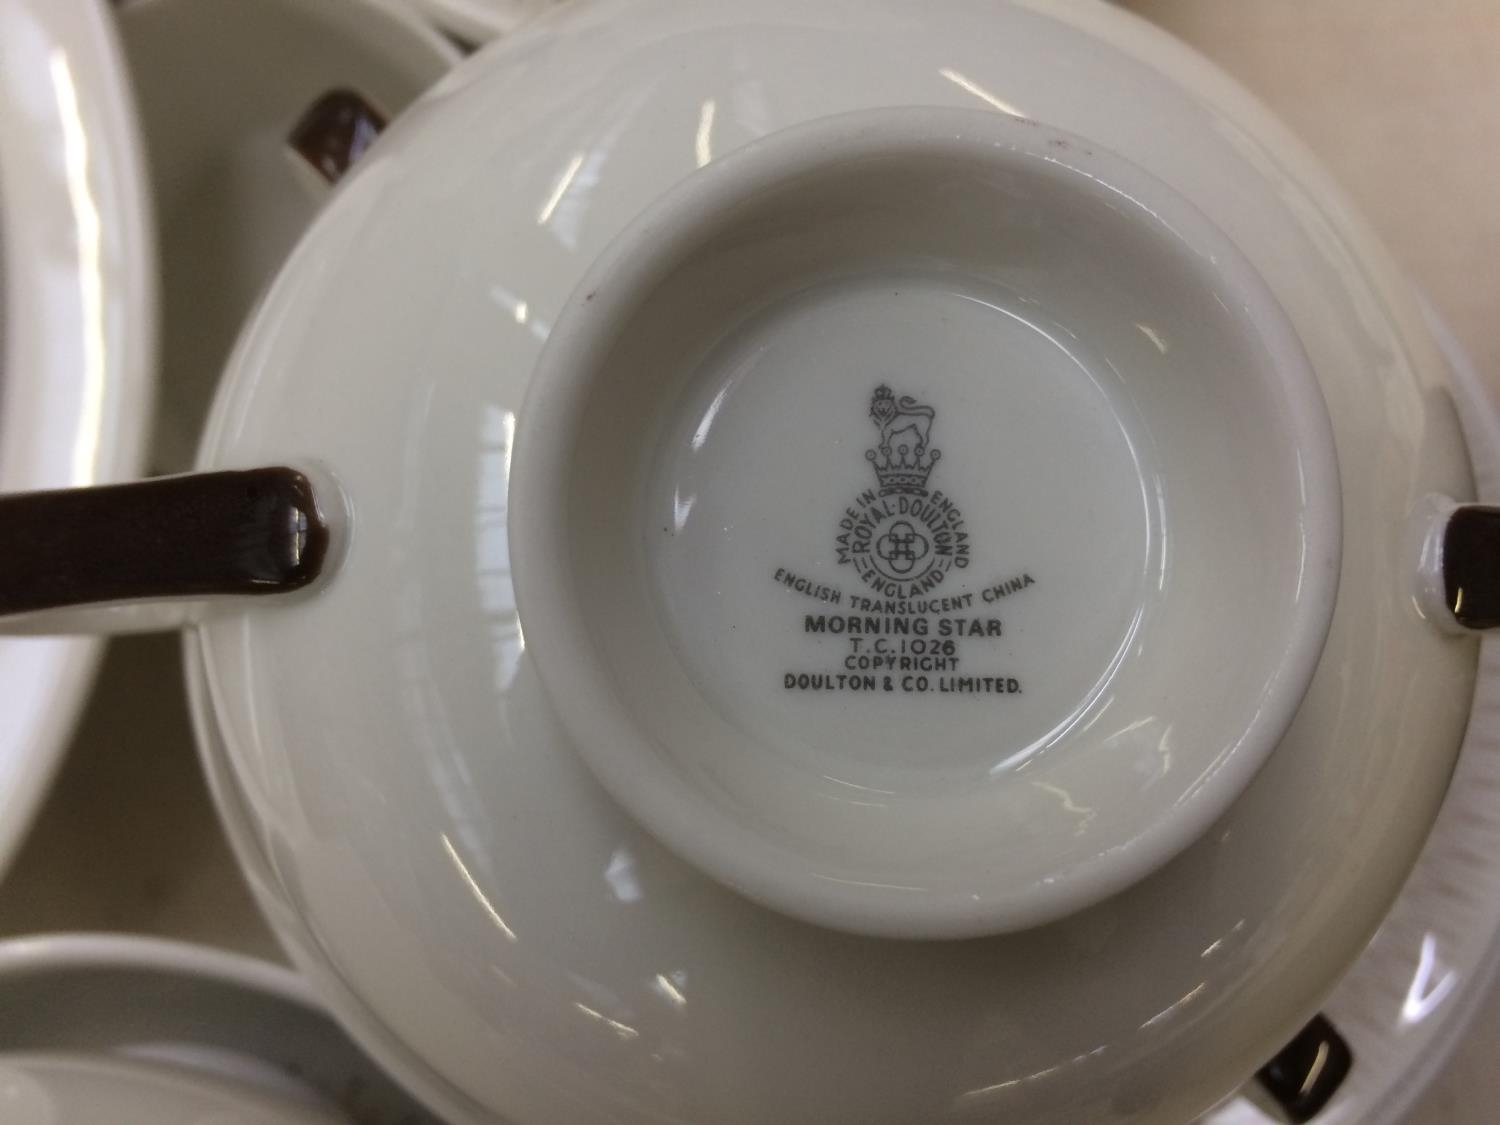 MADE IN ENGLAND
ROYAL·DOULTON
ENGLAND
ENGLISH TRANSLUCENT CHINA
MORNING STAR
T.C.1026
COPYRIGHT
DOULTON & CO. LIMITED.